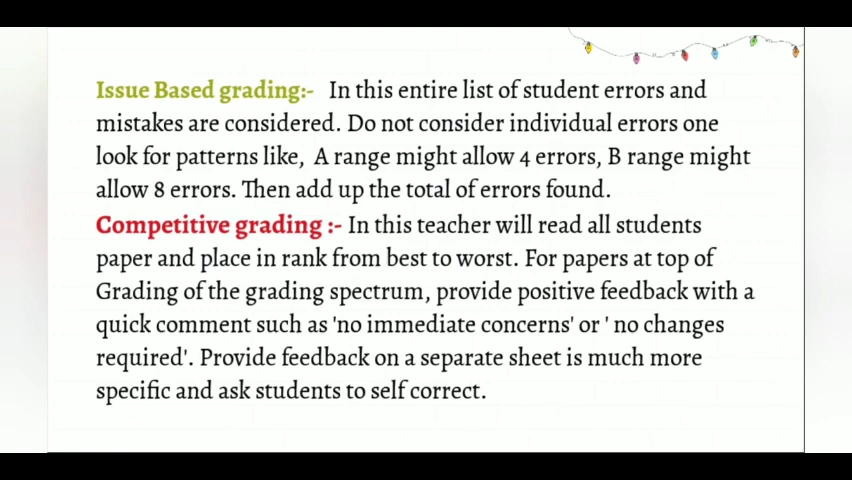 Issue Based grading:- In this entire list of student errors and
mistakes are considered. Do not consider individual errors one
look for patterns like, A range might allow 4 errors, B range might
allow 8 errors. Then add up the total of errors found.
Competitive grading :- In this teacher will read all students
paper and place in rank from best to worst. For papers at top of
Grading of the grading spectrum, provide positive feedback with a
quick comment such as 'no immediate concerns' or ' no changes
required'. Provide feedback on a separate sheet is much more
specific and ask students to self correct.